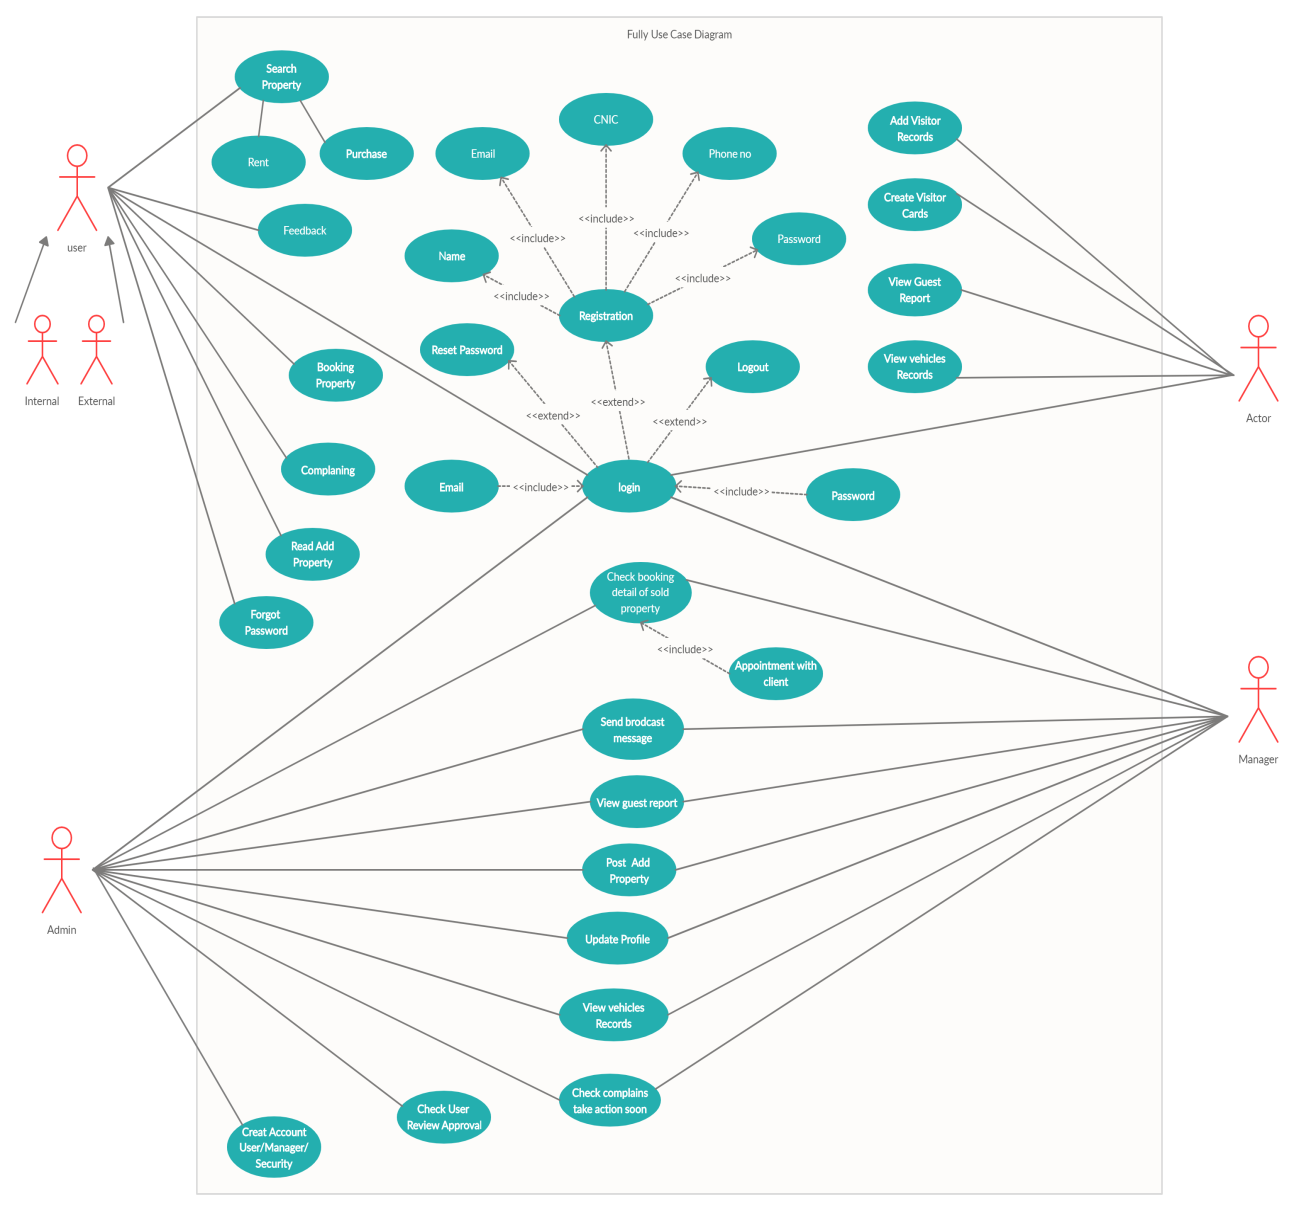 Fully Use Case Diagram
Search
Property
Rent
Purchase
Feedback
user
Internal
External
Email
CNIC
Phone no
Name
Password
<<include>>
<<include>>
<<include>>
<<include>>
<<include>>
Registration
Add Visitor
Records
Create Visitor
Cards
View Guest
Report
View vehicles
Records
Actor
Reset Password
Logout
<<extend>>
<<extend>>
<<extend>>
Booking
Property
Complaning
Email
<<include>>
login
<<include>>
Password
Read Add
Property
Forgot
Password
Check booking
detail of sold
property
<<include>>
Appointment with
client
Send brodcast
message
Manager
View guest report
Post Add
Property
Admin
Update Profile
View vehicles
Records
Check complains
take action soon
Check User
Review Approval
Creat Account
User/Manager/
Security